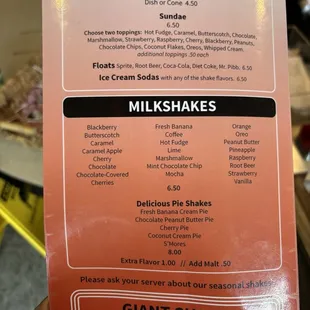 Dish or Cone 4.50
Sundae
6.50
Choose two toppings: Hot Fudge, Caramel, Butterscotch, Chocolate,
Marshmallow, Strawberry, Raspberry, Cherry, Blackberry, Peanuts,
Chocolate Chips, Coconut Flakes, Oreos, Whipped Cream.
additional toppings .50 each
Floats Sprite, Root Beer, Coca-Cola, Diet Coke, Mr. Pibb. 6.50
Ice Cream Sodas with any of the shake flavors. 6.50
MILKSHAKES
Blackberry
Butterscotch
Caramel
Caramel Apple
Cherry
Chocolate
Chocolate-Covered
Cherries
Fresh Banana
Coffee
Hot Fudge
Lime
Marshmallow
Mint Chocolate Chip
Mocha
Orange
Oreo
Peanut Butter
Pineapple
Raspberry
Root Beer
Strawberry
Vanilla
6.50
Delicious Pie Shakes
Fresh Banana Cream Pie
Chocolate Peanut Butter Pie
Cherry Pie
Coconut Cream Pie
S'Mores
8.00
Extra Flavor 1.00 // Add Malt .50
Please ask your server about our seasonal shakes
GIANT